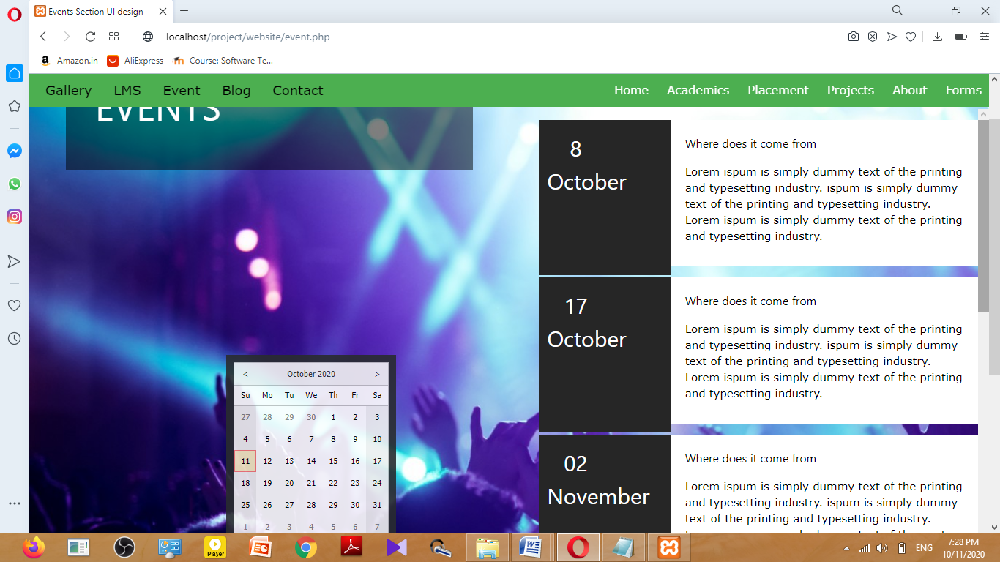 Events Section UI design
localhost/project/website/event.php
Amazon.in AliExpress Course: Software Te...
Gallery LMS Event Blog Contact Home Academics Placement Projects About Forms
EVENTS
8
October
Where does it come from
Lorem ispum is simply dummy text of the printing
and typesetting industry. ispum is simply dummy
text of the printing and typesetting industry.
Lorem ispum is simply dummy text of the printing
and typesetting industry.
17
October
Where does it come from
Lorem ispum is simply dummy text of the printing
and typesetting industry. ispum is simply dummy
text of the printing and typesetting industry.
Lorem ispum is simply dummy text of the printing
and typesetting industry.
02
November
Where does it come from
Lorem ispum is simply dummy text of the printing
and typesetting industry. ispum is simply dummy
text of the printing and typesetting industry.
< October 2020 >
Su Mo Tu We Th Fr Sa
27 28 29 30 1 2 3
4 5 6 7 8 9 10
11 12 13 14 15 16 17
18 19 20 21 22 23 24
25 26 27 28 29 30 31
1 2 3 4 5 6 7
Player
ENG
7:28 PM
10/11/2020